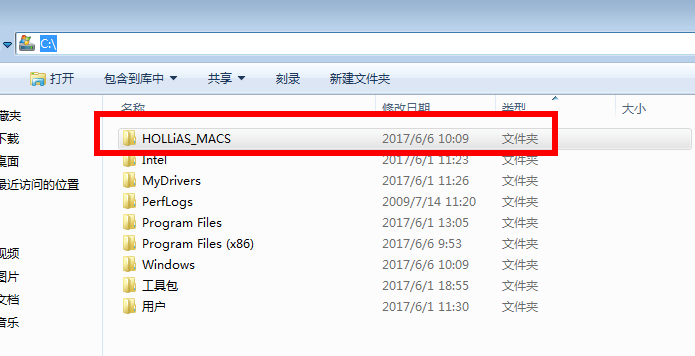 C:\
打开 包含到库中 共享 刻录 新建文件夹
名称 修改日期 类型 大小
藏夹
下载
桌面
最近访问的位置
视频
图片
文档
音乐
HOLLiAS_MACS 2017/6/6 10:09 文件夹
Intel 2017/6/1 11:23 文件夹
MyDrivers 2017/6/1 11:26 文件夹
PerfLogs 2009/7/14 11:20 文件夹
Program Files 2017/6/1 13:05 文件夹
Program Files (x86) 2017/6/6 9:53 文件夹
Windows 2017/6/6 10:09 文件夹
工具包 2017/6/1 18:55 文件夹
用户 2017/6/1 11:30 文件夹